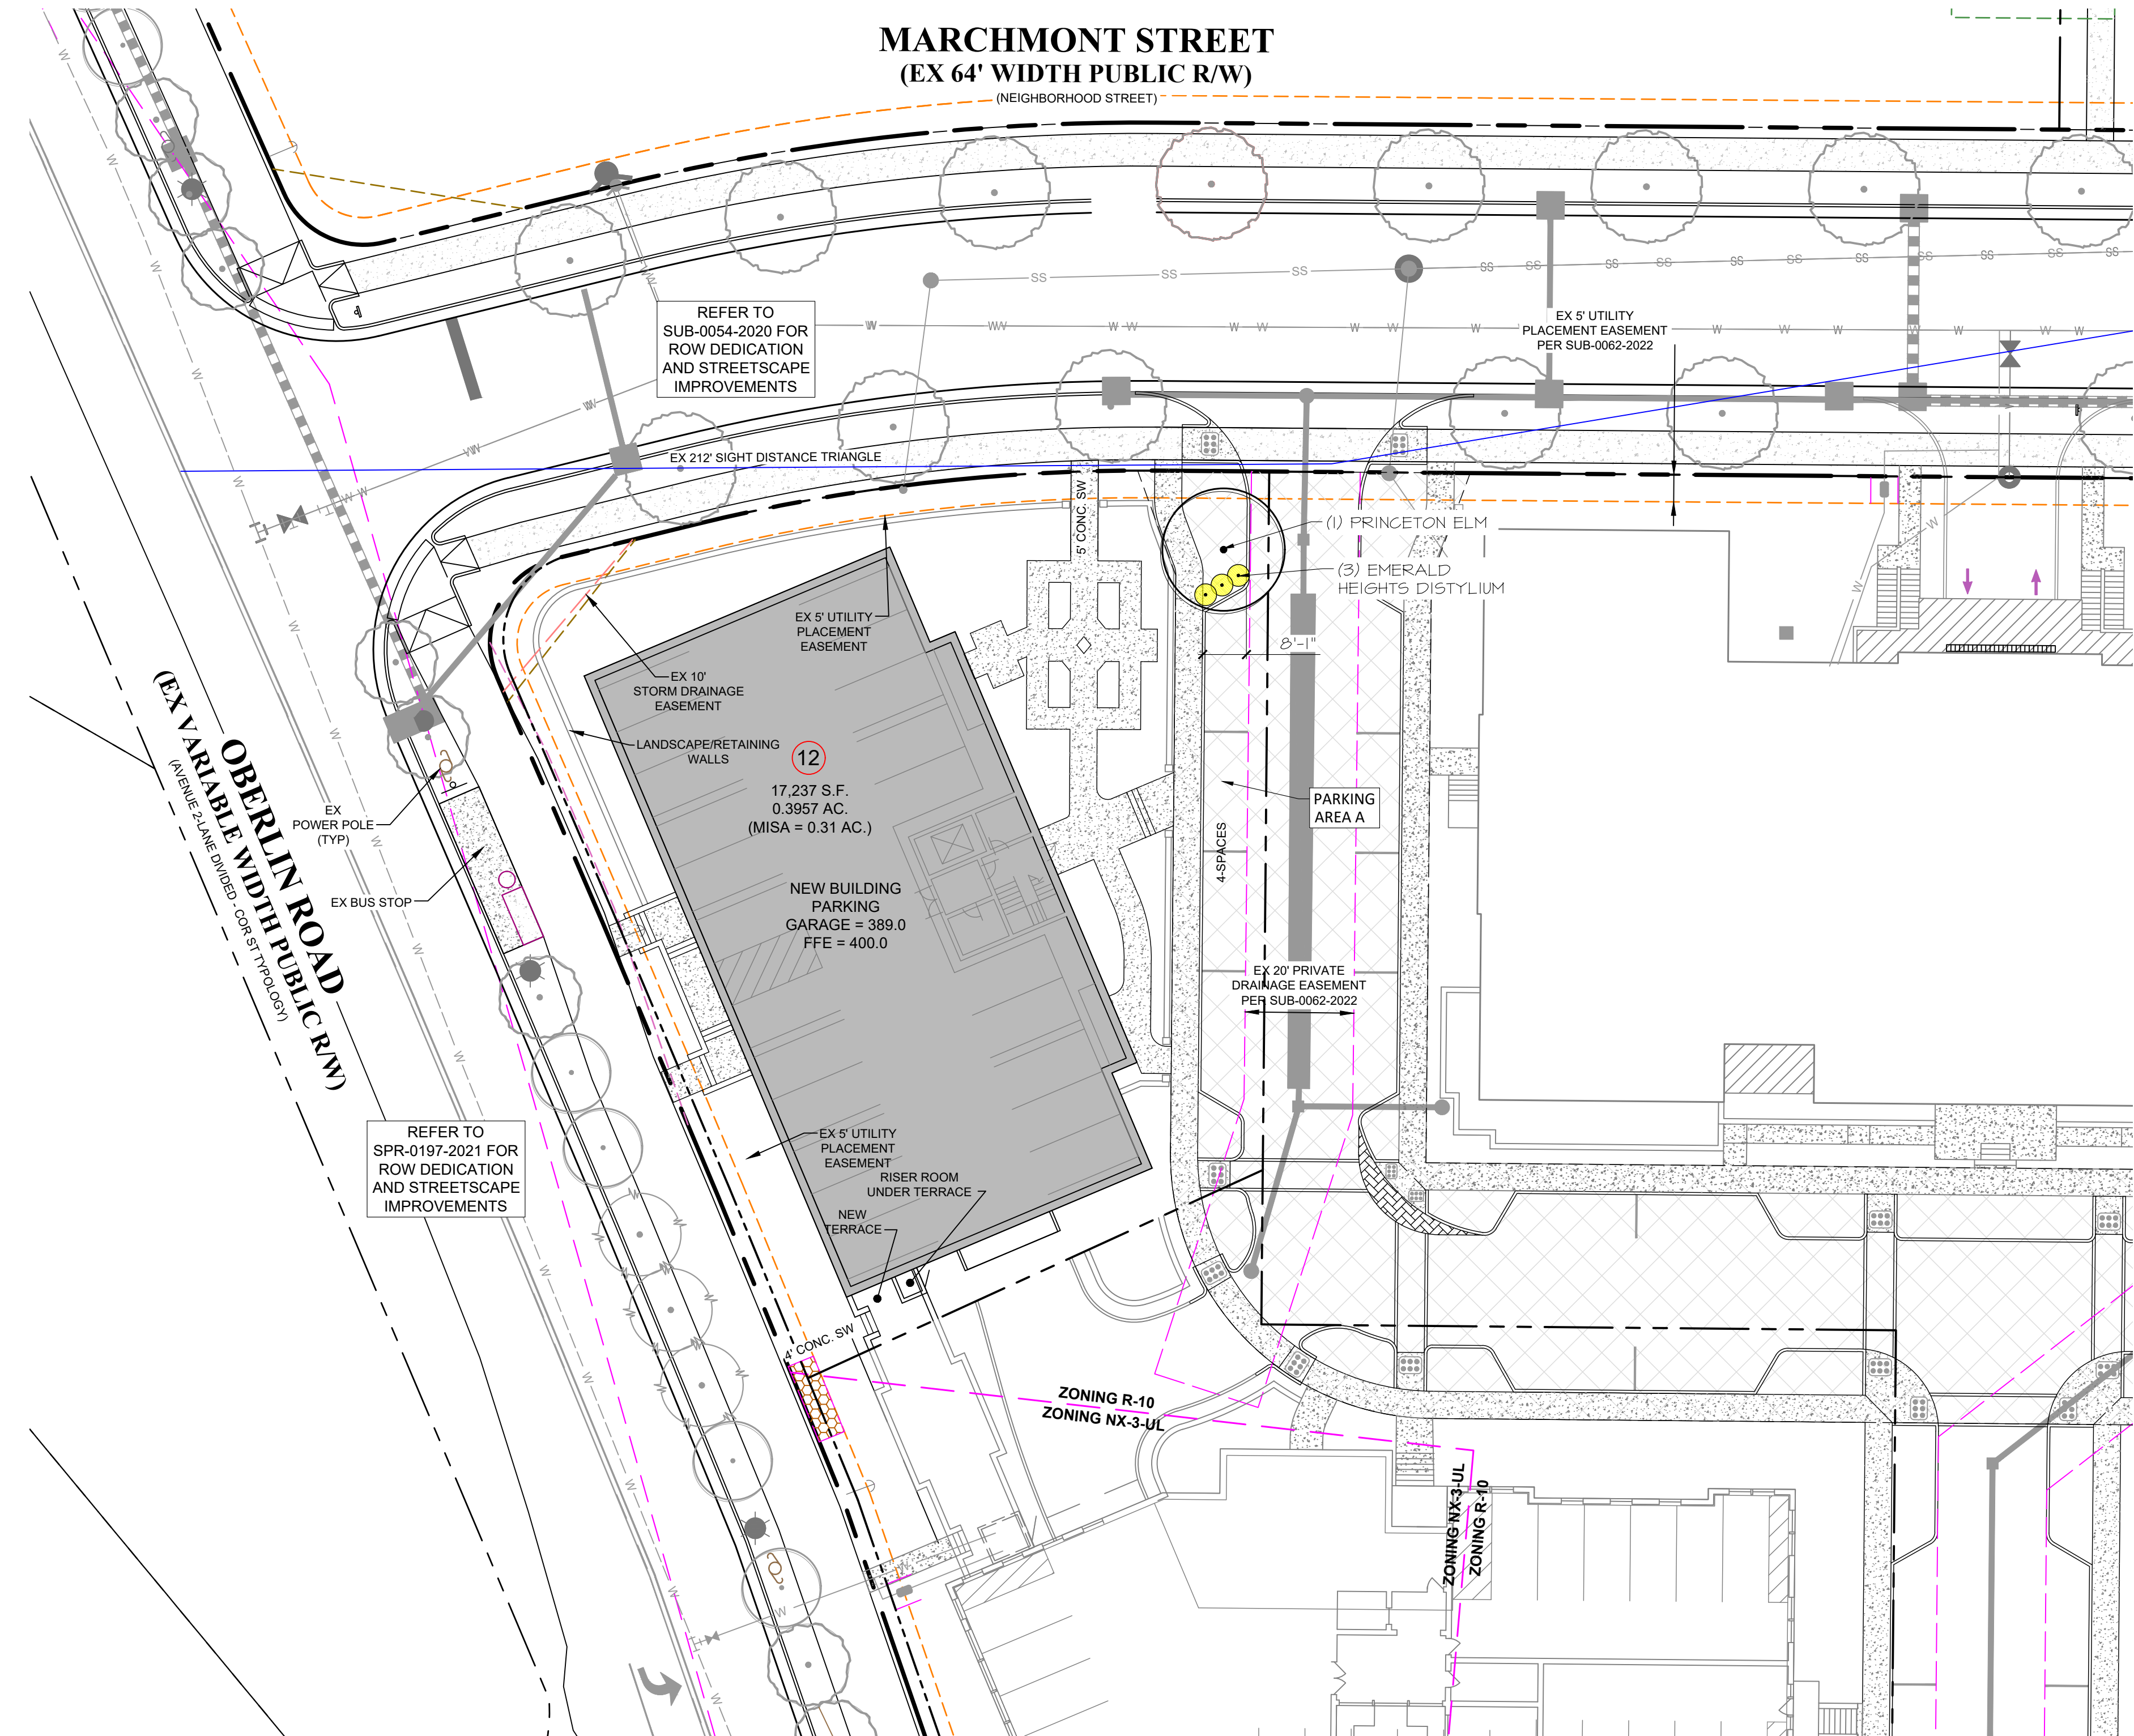 MARCHMONT STREET
(EX 64' WIDTH PUBLIC R/W)
(NEIGHBORHOOD STREET)
REFER TO
SUB-0054-2020 FOR
ROW DEDICATION
AND STREETSCAPE
IMPROVEMENTS
EX 5' UTILITY
PLACEMENT EASEMENT
PER SUB-0062-2022
EX 212' SIGHT DISTANCE TRIANGLE
5' CONC. SW
(1) PRINCETON ELM
(3) EMERALD
HEIGHTS DISTYLIUM
8'-1"
EX 5' UTILITY
PLACEMENT
EASEMENT
EX 10'
STORM DRAINAGE
EASEMENT
LANDSCAPE/RETAINING
WALLS
12
17,237 S.F.
0.3957 AC.
(MISA = 0.31 AC.)
NEW BUILDING
PARKING
GARAGE = 389.0
FFE = 400.0
PARKING
AREA A
4-SPACES
EX 20' PRIVATE
DRAINAGE EASEMENT
PER SUB-0062-2022
OBERLIN ROAD
(EX VARIABLE WIDTH PUBLIC R/W)
(AVENUE 2-LANE DIVIDED - COR ST TYPOLOGY)
EX
POWER POLE
(TYP)
EX BUS STOP
REFER TO
SPR-0197-2021 FOR
ROW DEDICATION
AND STREETSCAPE
IMPROVEMENTS
EX 5' UTILITY
PLACEMENT
EASEMENT
RISER ROOM
UNDER TERRACE
NEW
TERRACE
4' CONC. SW
ZONING R-10
ZONING NX-3-UL
ZONING NX-3-UL
ZONING R-10